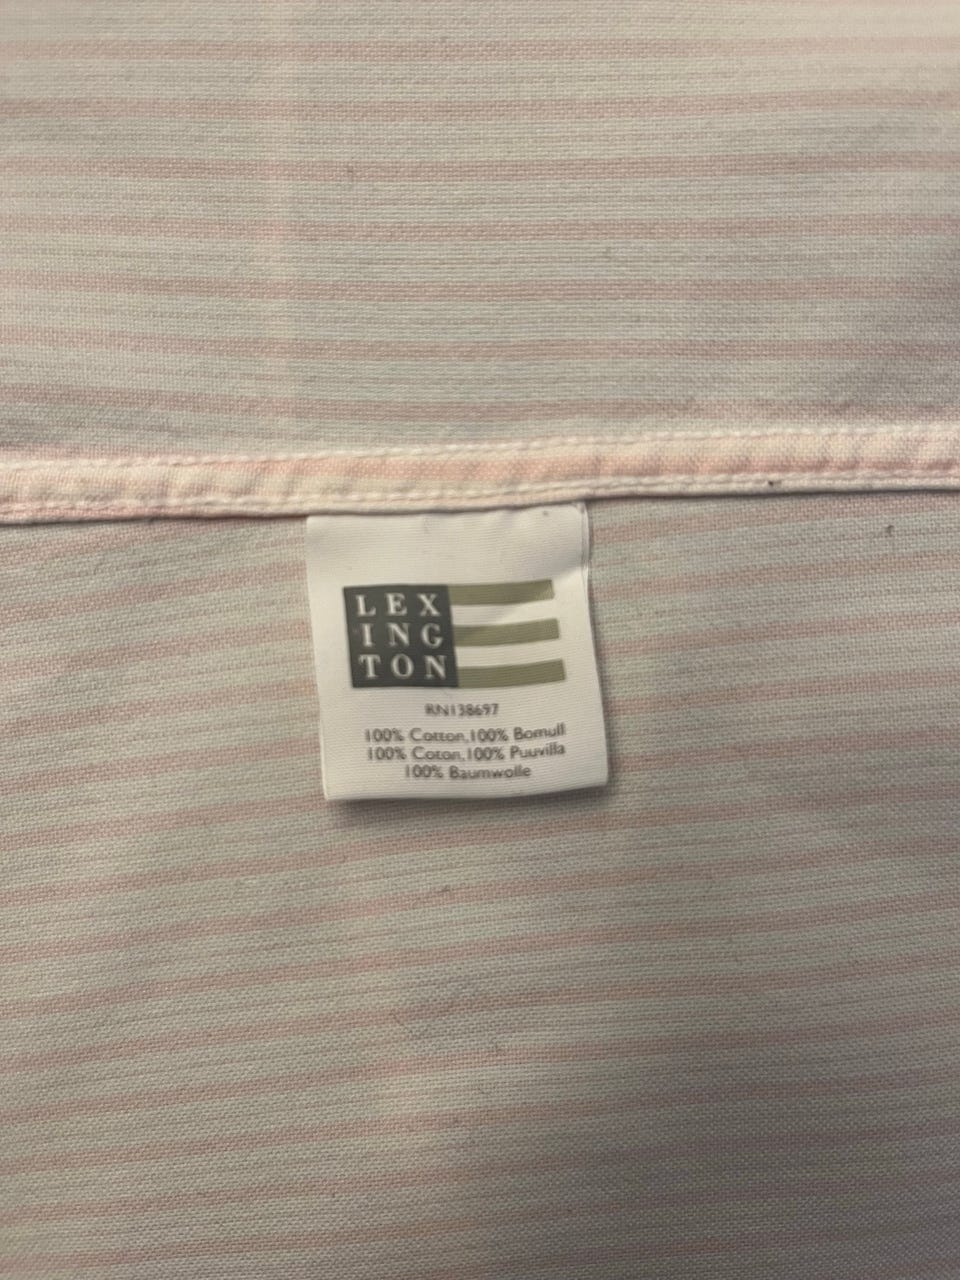 LEX
ING
TON
RN138697
100% Cotton,100% Bomull
100% Coton,100% Puuvilla
100% Baumwolle